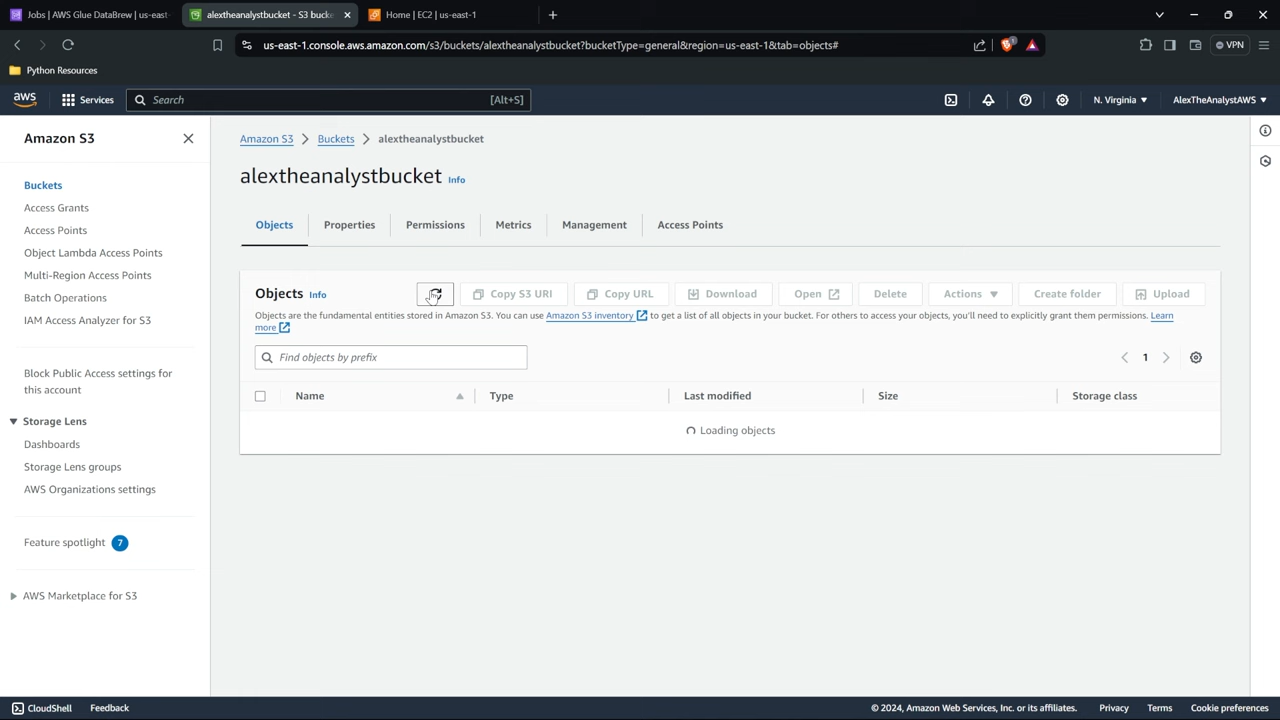 Jobs | AWS Glue DataBrew | us-east-
alextheanalystbucket - S3 bucke
Home | EC2 | us-east-1
us-east-1.console.aws.amazon.com/s3/buckets/alextheanalystbucket?bucketType=general&region=us-east-1&tab=objects#
1
VPN
Python Resources
aws
Services
Search
[Alt+S]
N. Virginia
AlexTheAnalystAWS
Amazon S3
Buckets
Access Grants
Access Points
Object Lambda Access Points
Multi-Region Access Points
Batch Operations
IAM Access Analyzer for S3
Block Public Access settings for
this account
Storage Lens
Dashboards
Storage Lens groups
AWS Organizations settings
Feature spotlight 7
AWS Marketplace for S3
Amazon S3 > Buckets > alextheanalystbucket
alextheanalystbucket Info
Objects
Properties
Permissions
Metrics
Management
Access Points
Objects Info
Copy S3 URI
Copy URL
Download
Open
Delete
Actions
Create folder
Upload
Objects are the fundamental entities stored in Amazon S3. You can use Amazon S3 inventory to get a list of all objects in your bucket. For others to access your objects, you'll need to explicitly grant them permissions. Learn
more
Find objects by prefix
1
Name
Type
Last modified
Size
Storage class
Loading objects
CloudShell
Feedback
© 2024, Amazon Web Services, Inc. or its affiliates.
Privacy
Terms
Cookie preferences